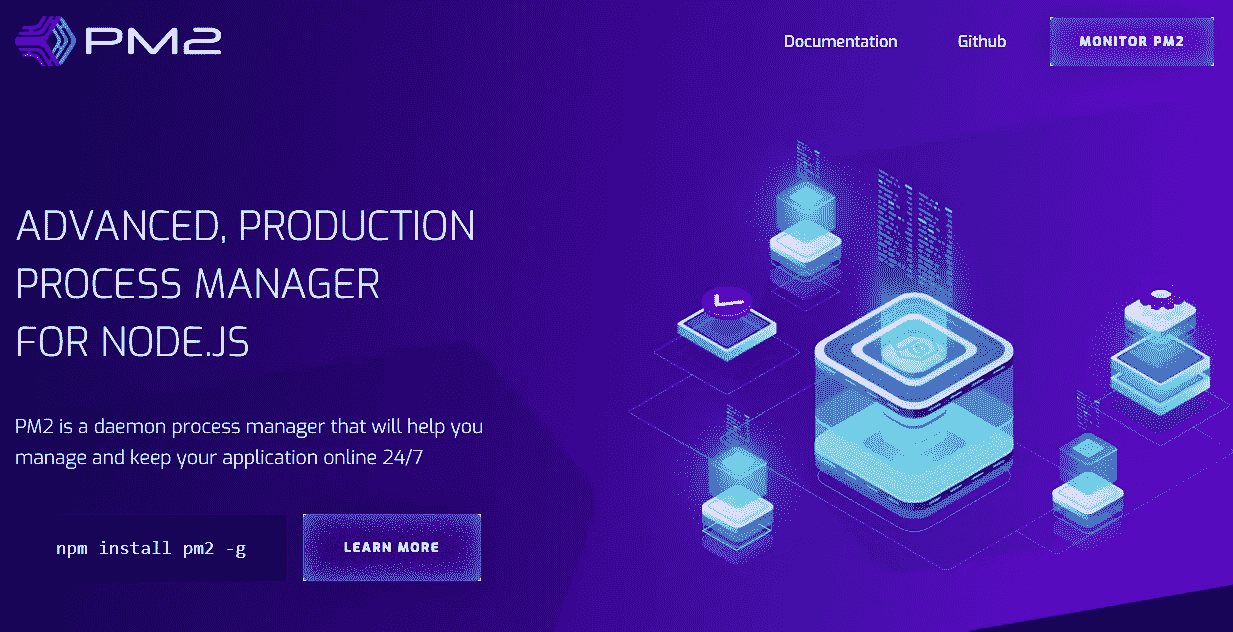 PM2
Documentation
Github
MONITOR PM2
ADVANCED, PRODUCTION
PROCESS MANAGER
FOR NODE.JS
PM2 is a daemon process manager that will help you
manage and keep your application online 24/7
npm install pm2 -g
LEARN MORE